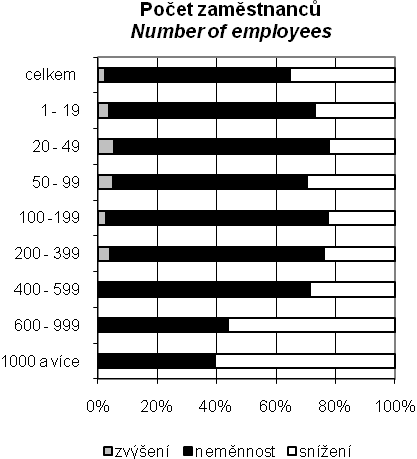 Počet zaměstnanců
Number of employees
celkem
1 - 19
20 - 49
50 - 99
100 -199
200 - 399
400 - 599
600 - 999
1000 a více
0% 20% 40% 60% 80% 100%
zvýšení neměnnost snížení